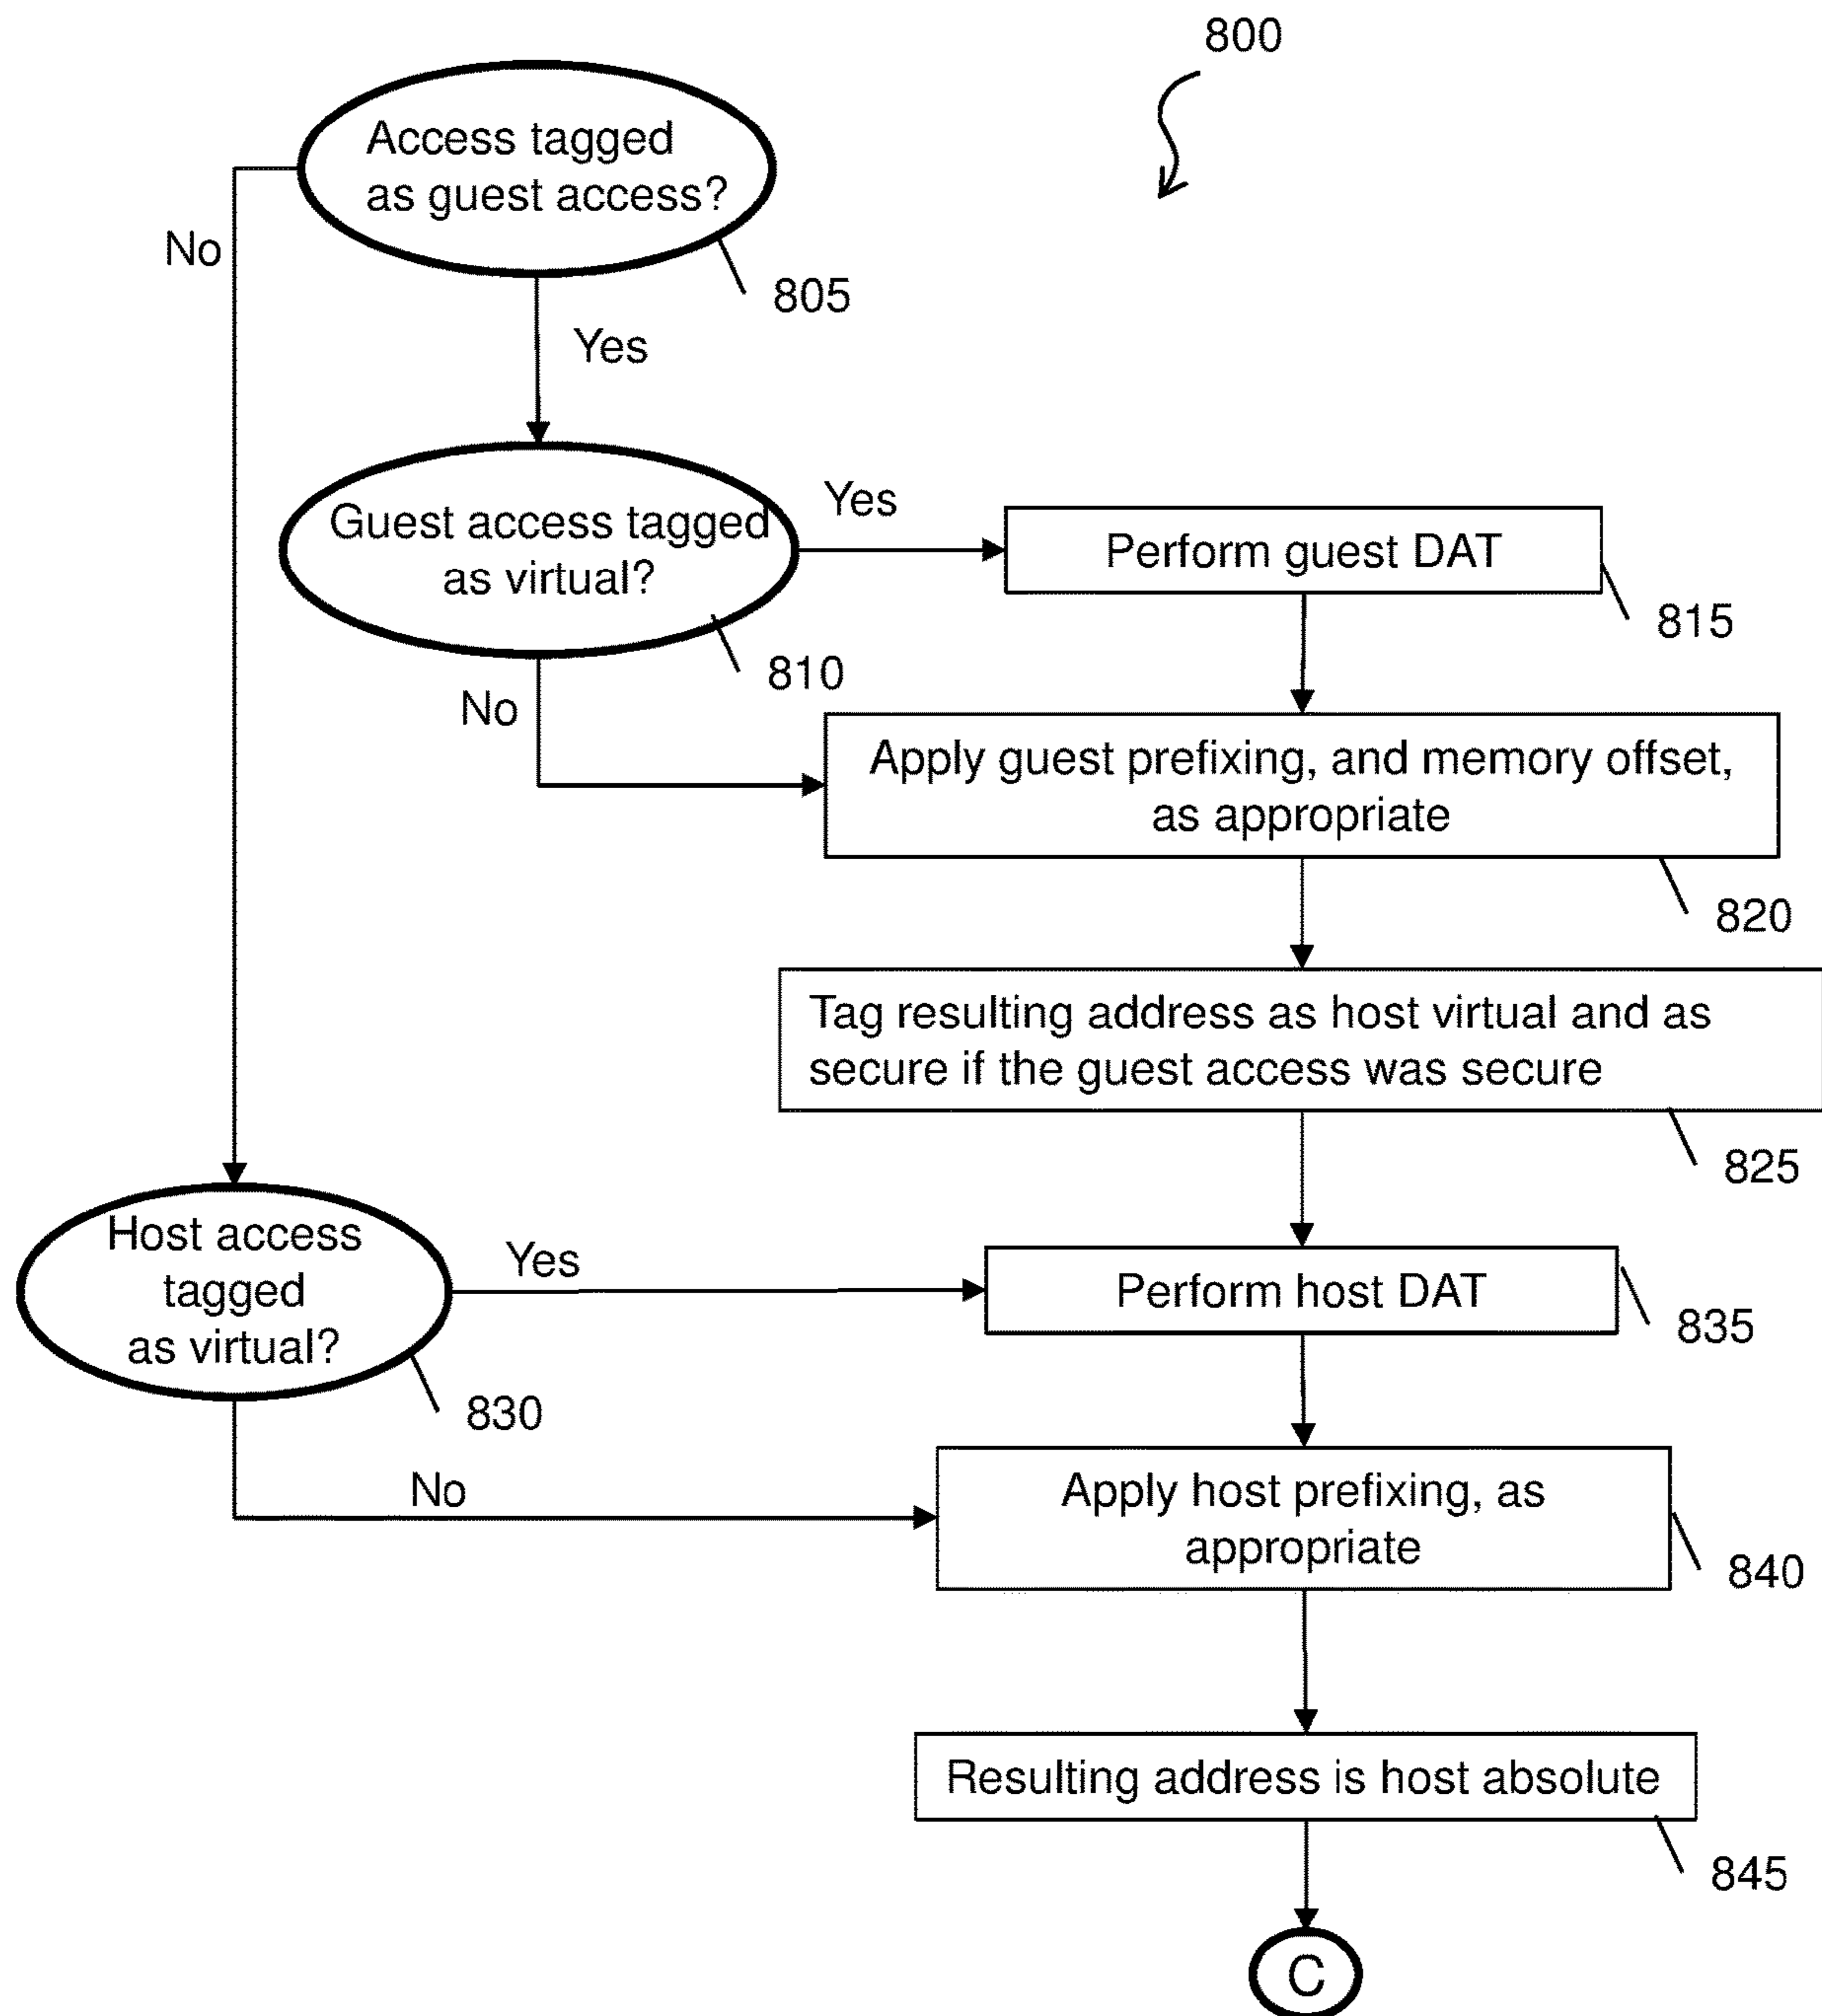 800
Access tagged
as guest access?
No
805
Yes
Guest access tagged
as virtual?
Yes
Perform guest DAT
815
810
No
Apply guest prefixing, and memory offset,
as appropriate
820
Tag resulting address as host virtual and as
secure if the guest access was secure
825
Host access
tagged
as virtual?
Yes
Perform host DAT
835
830
No
Apply host prefixing, as
appropriate
840
Resulting address is host absolute
845
C